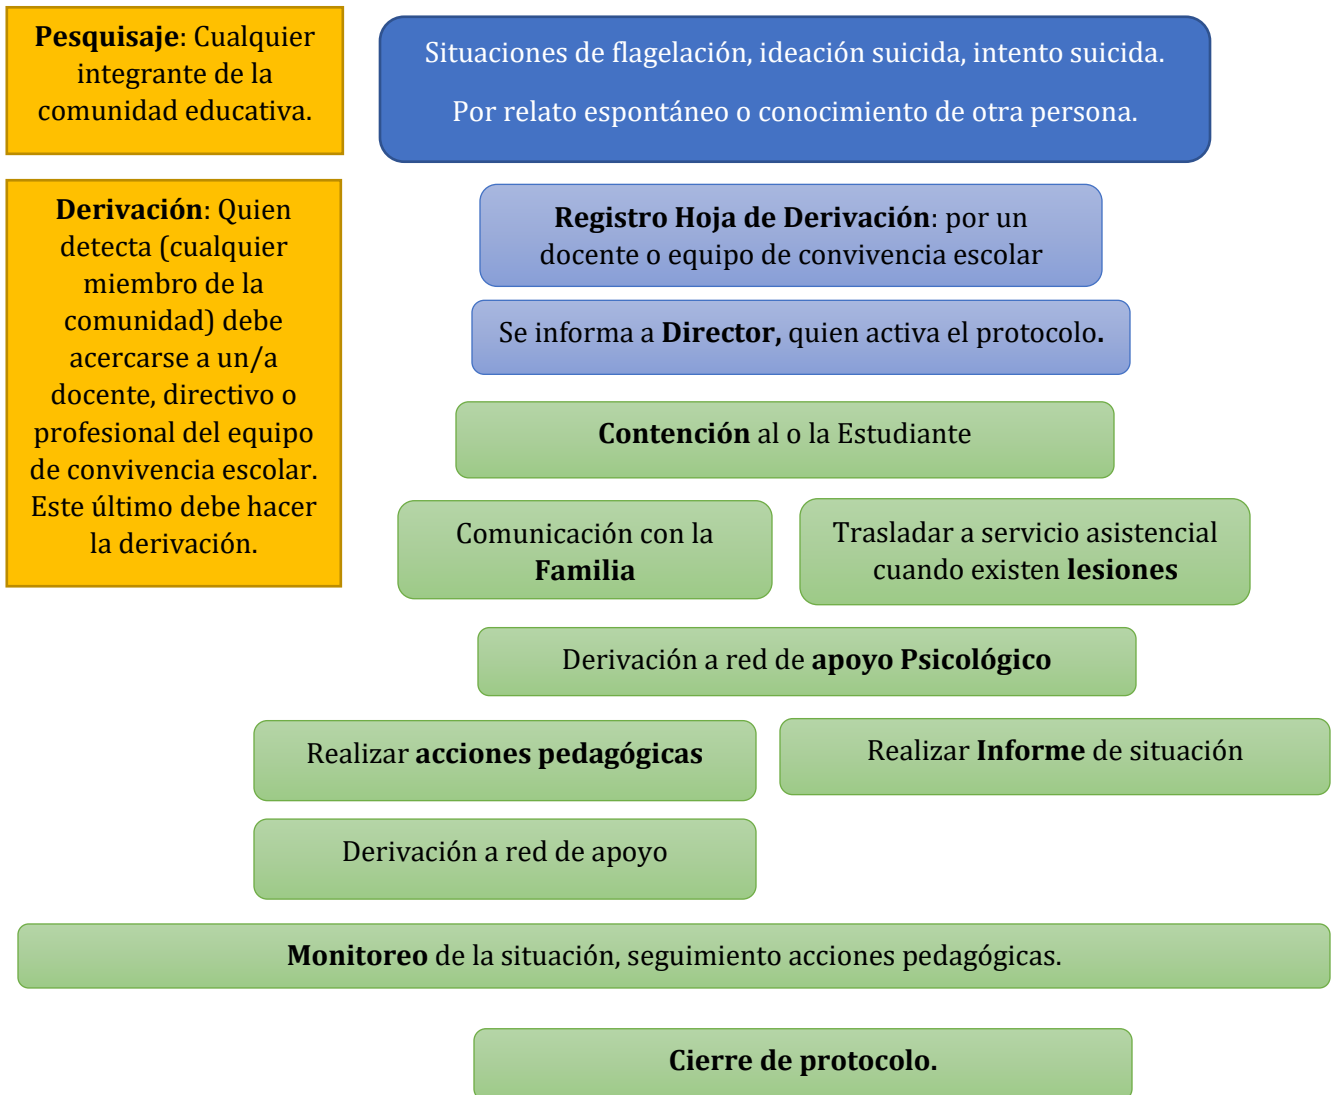 Pesquisaje: Cualquier
integrante de la
comunidad educativa.
Situaciones de flagelación, ideación suicida, intento suicida.
Por relato espontáneo o conocimiento de otra persona.
Derivación: Quien
detecta (cualquier
miembro de la
comunidad) debe
acercarse a un/a
docente, directivo o
profesional del equipo
de convivencia escolar.
Este último debe hacer
la derivación.
Registro Hoja de Derivación: por un
docente o equipo de convivencia escolar
Se informa a Director, quien activa el protocolo.
Contención al o la Estudiante
Comunicación con la
Familia
Trasladar a servicio asistencial
cuando existen lesiones
Derivación a red de apoyo Psicológico
Realizar acciones pedagógicas
Realizar Informe de situación
Derivación a red de apoyo
Monitoreo de la situación, seguimiento acciones pedagógicas.
Cierre de protocolo.